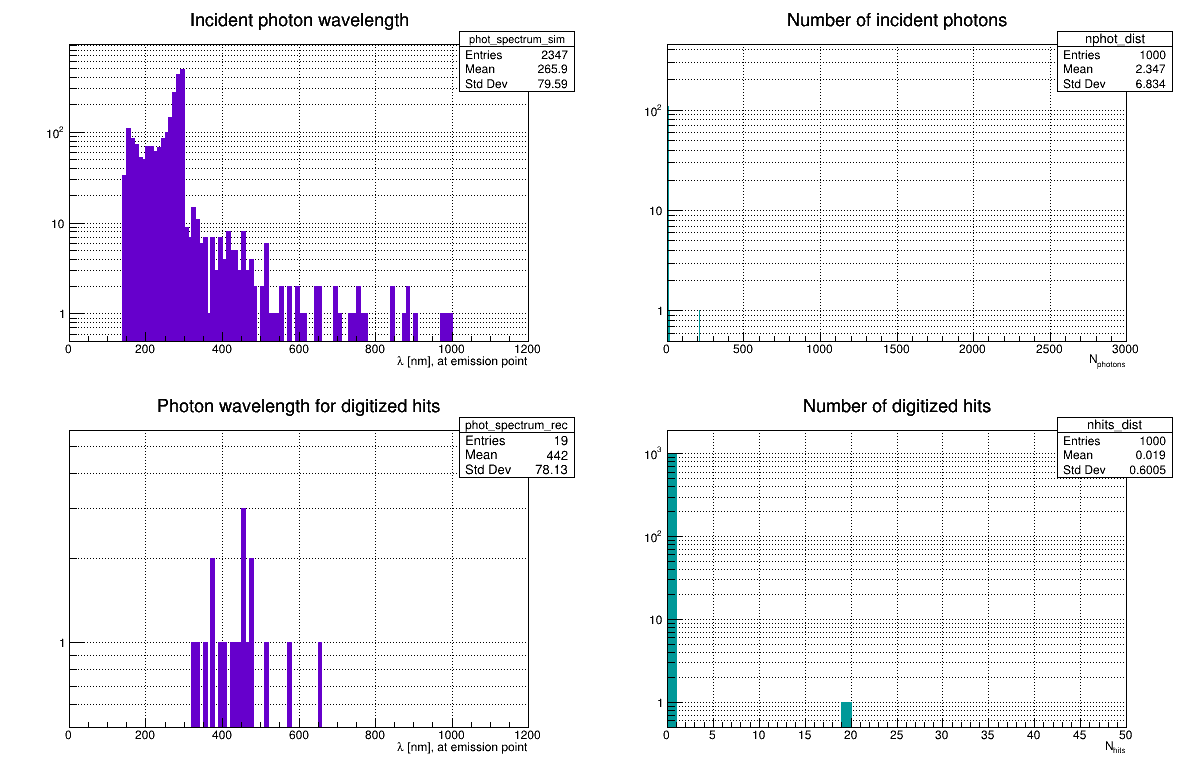 Incident photon wavelength
phot_spectrum_sim
Entries 2347
Mean 265.9
Std Dev 79.59
10²
10
1
0 200 400 600 800 1000 1200
λ [nm], at emission point
Number of incident photons
nphot_dist
Entries 1000
Mean 2.347
Std Dev 6.834
10²
10
1
0 500 1000 1500 2000 2500 3000
Nphotons
Photon wavelength for digitized hits
phot_spectrum_rec
Entries 19
Mean 442
Std Dev 78.13
1
0 200 400 600 800 1000 1200
λ [nm], at emission point
Number of digitized hits
nhits_dist
Entries 1000
Mean 0.019
Std Dev 0.6005
10³
10²
10
1
0 5 10 15 20 25 30 35 40 45 50
Nhits